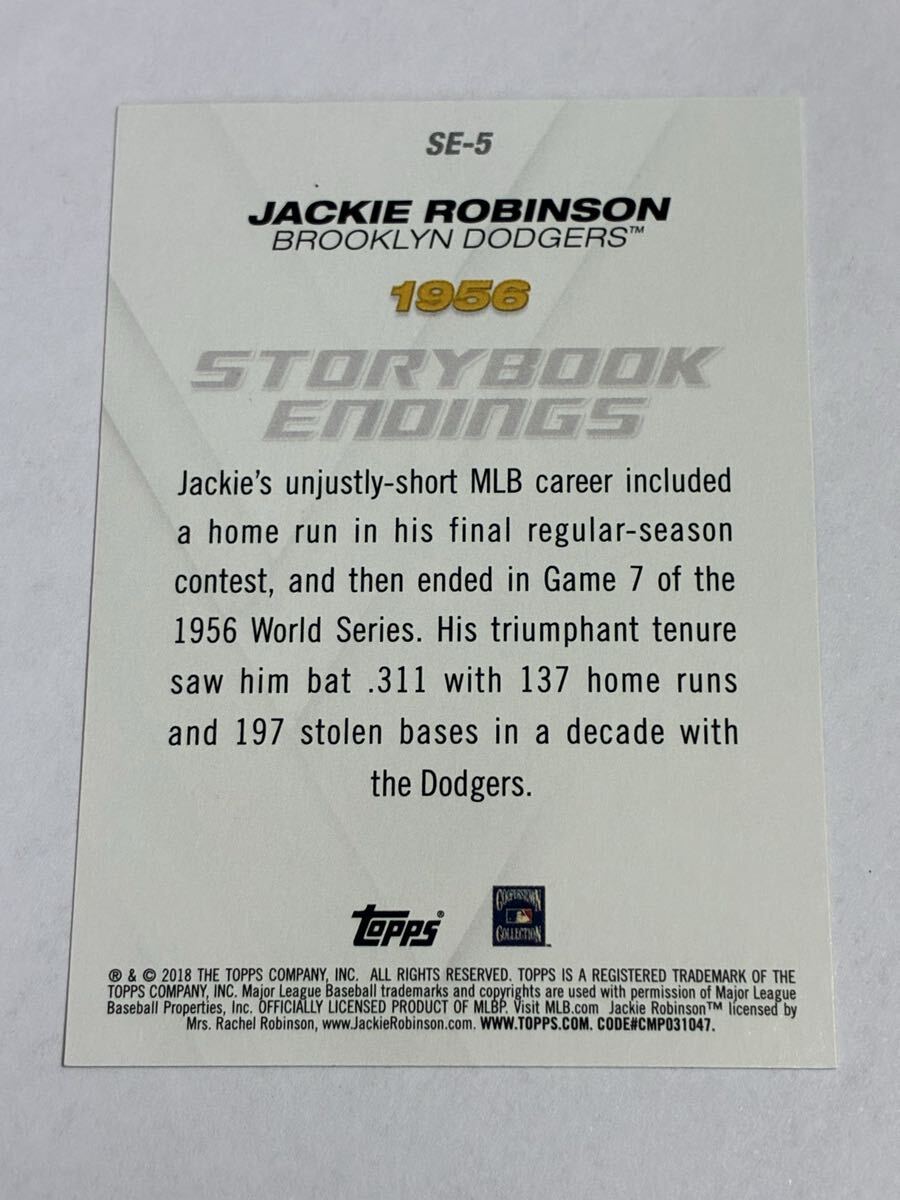 SE-5
JACKIE ROBINSON
BROOKLYN DODGERS™
1956
STORYBOOK
ENDINGS
Jackie's unjustly-short MLB career included
a home run in his final regular-season
contest, and then ended in Game 7 of the
1956 World Series. His triumphant tenure
saw him bat .311 with 137 home runs
and 197 stolen bases in a decade with
the Dodgers.
Topps®
COOPERSTOWN
COLLECTION
® & © 2018 THE TOPPS COMPANY, INC. ALL RIGHTS RESERVED. TOPPS IS A REGISTERED TRADEMARK OF THE
TOPPS COMPANY, INC. Major League Baseball trademarks and copyrights are used with permission of Major League
Baseball Properties, Inc. OFFICIALLY LICENSED PRODUCT OF MLBP. Visit MLB.com Jackie Robinson™ licensed by
Mrs. Rachel Robinson, www.JackieRobinson.com. WWW.TOPPS.COM. CODE#CMP031047.